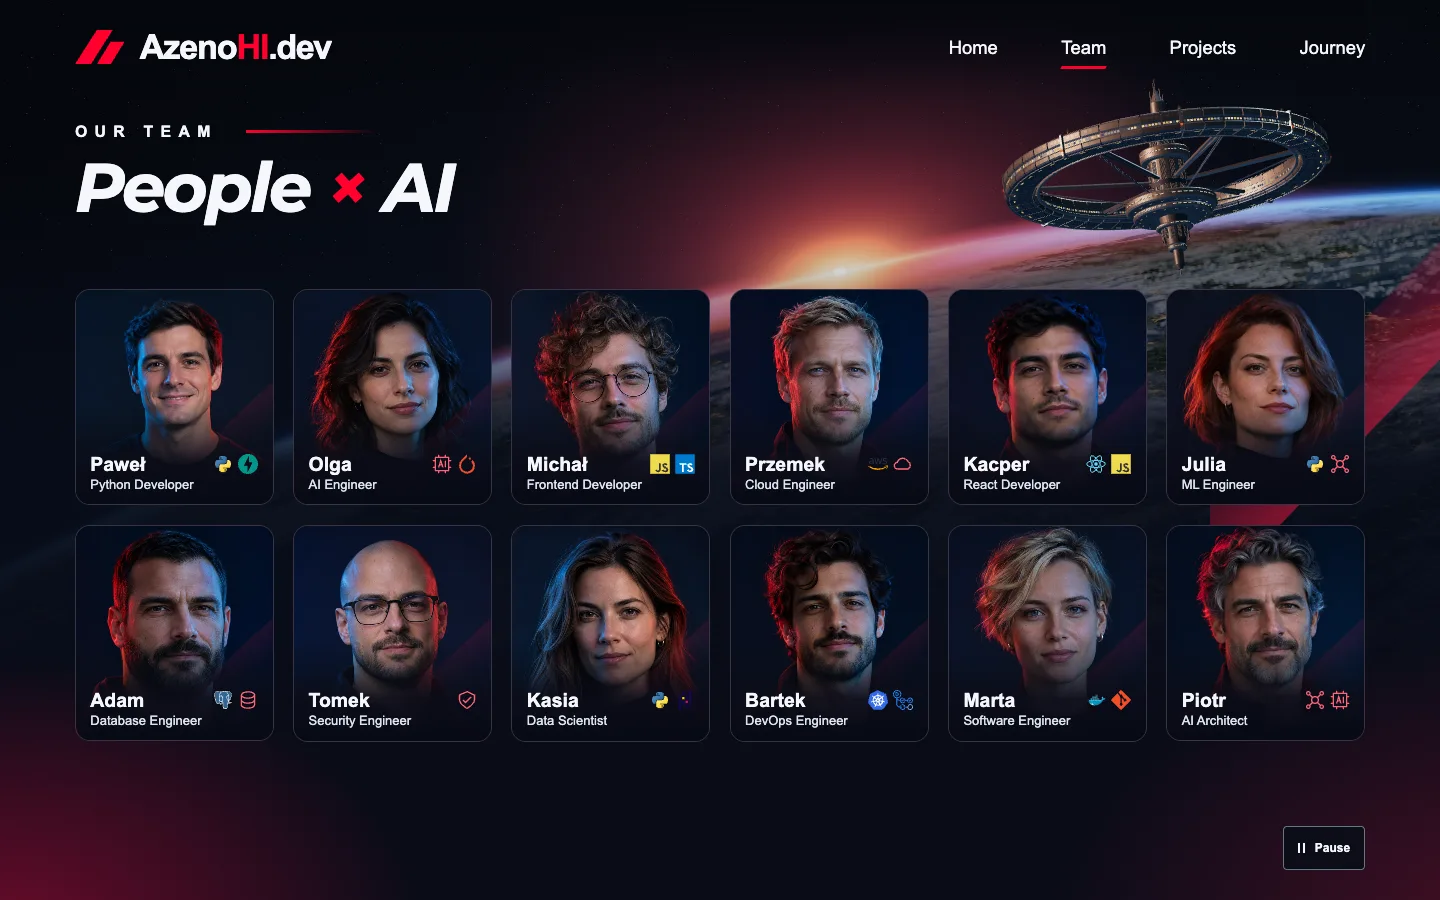 AzenoHI.dev
Home
Team
Projects
Journey
OUR TEAM
People × AI
Paweł
Python Developer
Olga
AI
AI Engineer
Michał
JS
TS
Frontend Developer
Przemek
aws
Cloud Engineer
Kacper
JS
React Developer
Julia
ML Engineer
Adam
Database Engineer
Tomek
Security Engineer
Kasia
Data Scientist
Bartek
DevOps Engineer
Marta
Software Engineer
Piotr
AI
AI Architect
Pause